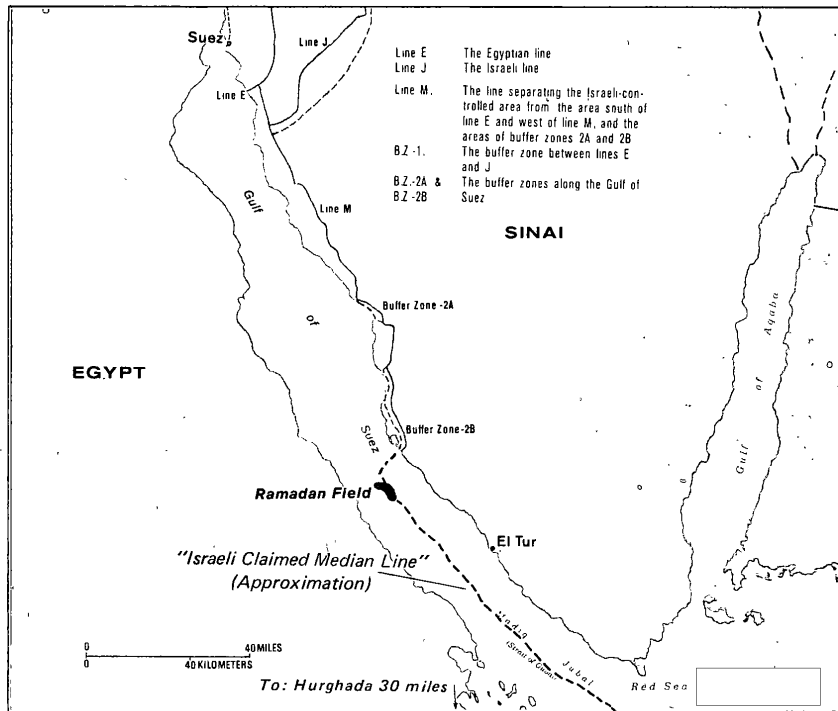 Suez
Line J
Line E
Line E The Egyptian line
Line J The Israeli line
Line M. The line separating the Israeli-con-
trolled area from the area south of
line E and west of line M, and the
areas of buffer zones 2A and 2B
B.Z.-1. The buffer zone between lines E
and J
B.Z.-2A & The buffer zones along the Gulf of
B.Z-2B Suez
Gulf
of
Suez
Line M
SINAI
Buffer Zone -2A
EGYPT
Buffer Zone-2B
Gulf
of
Aqaba
Ramadan Field
El Tur
"Israeli Claimed Median Line"
(Approximation)
Jubal
0 40 MILES
0 40 KILOMETERS
To: Hurghada 30 miles
Red Sea